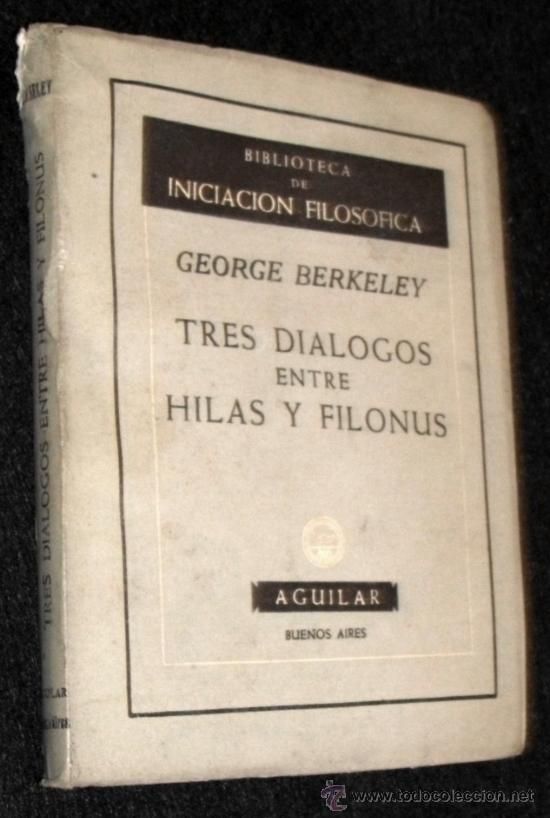 BIBLIOTECA
DE
INICIACION FILOSOFICA
GEORGE BERKELEY
TRES DIALOGOS
ENTRE
HILAS Y FILONUS
AGUILAR
BUENOS AIRES
TRES DIALOGOS ENTRE HILAS Y FILONUS
todocoleccion
www.todocoleccion.net